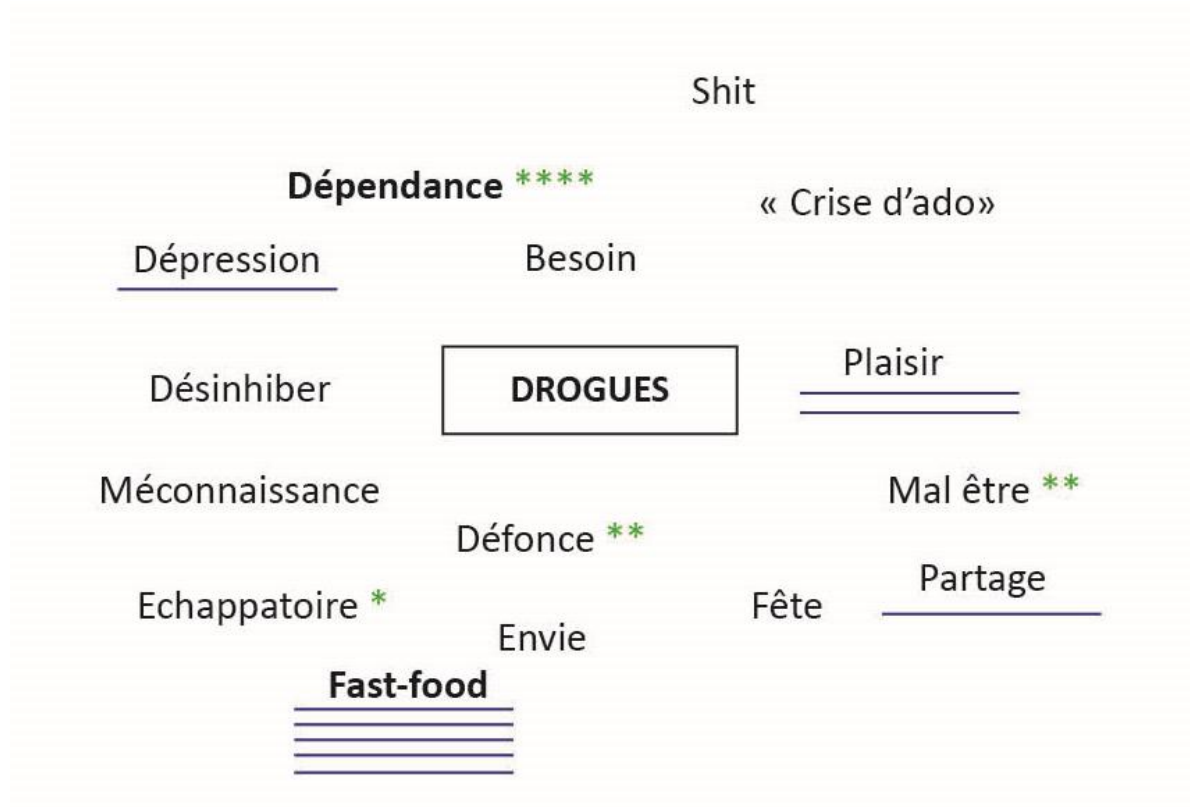 Shit
Dépendance ****
« Crise d’ado»
Dépression
Besoin
Plaisir
Désinhiber
DROGUES
Méconnaissance
Mal être **
Défonce **
Partage
Echappatoire *
Fête
Envie
Fast-food